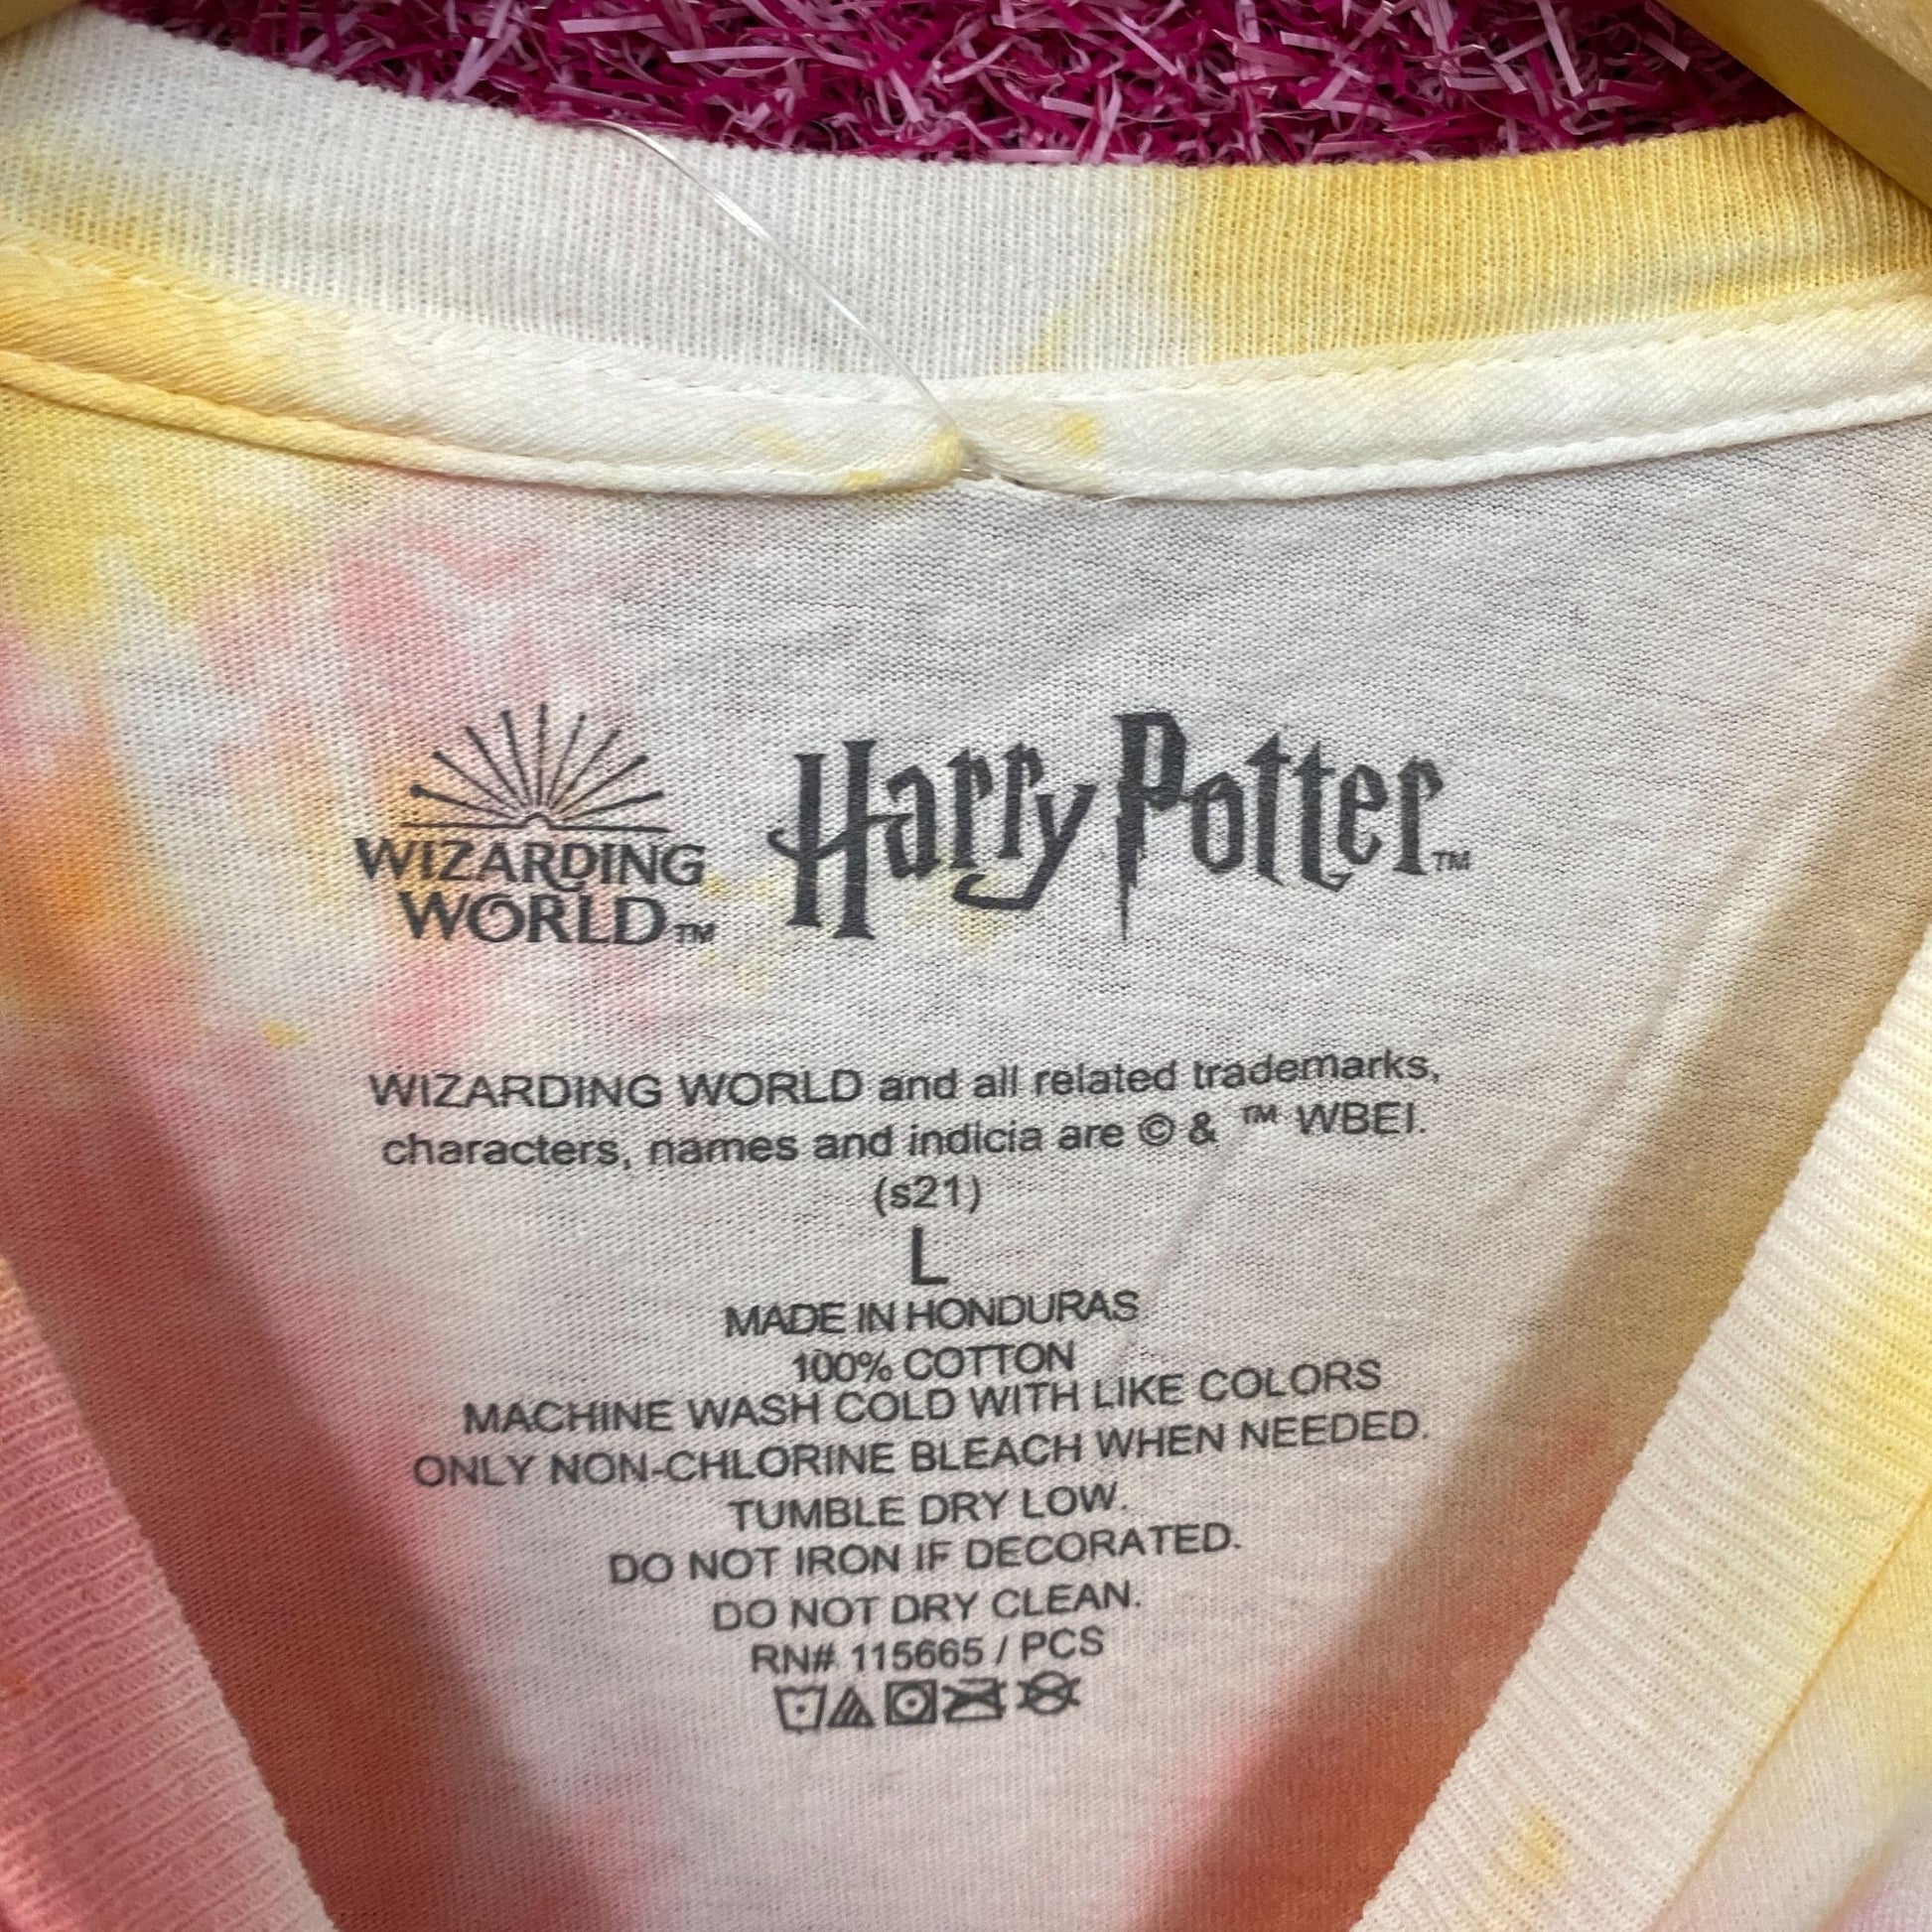 WIZARDING
WORLD™
Harry Potter™
WIZARDING WORLD and all related trademarks,
characters, names and indicia are © & ™ WBEI.
(s21)
L
MADE IN HONDURAS
100% COTTON
MACHINE WASH COLD WITH LIKE COLORS
ONLY NON-CHLORINE BLEACH WHEN NEEDED.
TUMBLE DRY LOW.
DO NOT IRON IF DECORATED.
DO NOT DRY CLEAN.
RN# 115665 / PCS